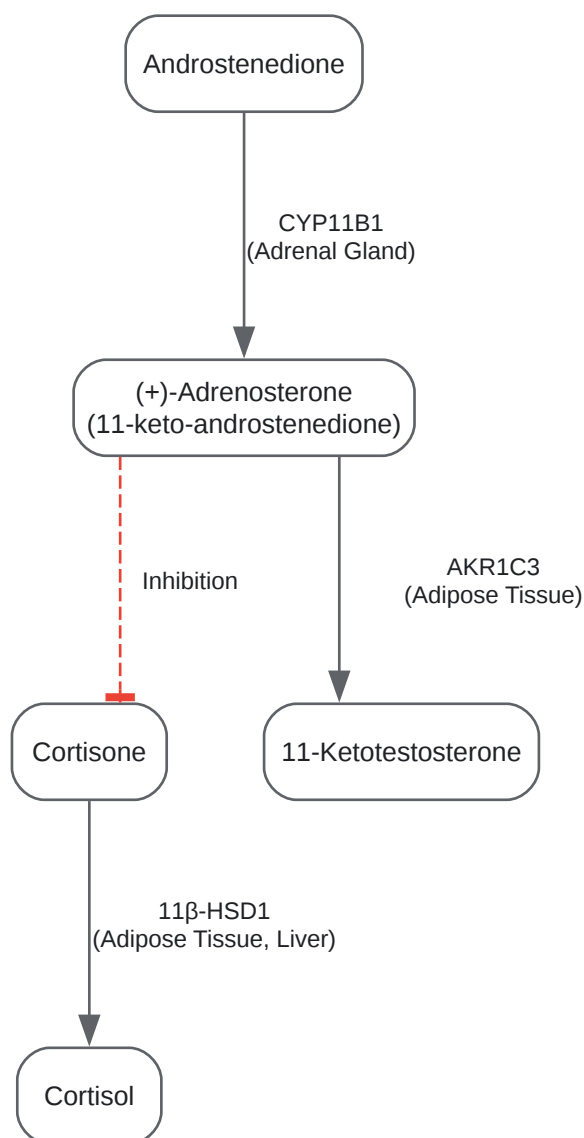 Androstenedione
CYP11B1
(Adrenal Gland)
(+)-Adrenosterone
(11-keto-androstenedione)
Inhibition
AKR1C3
(Adipose Tissue)
Cortisone
11-Ketotestosterone
11β-HSD1
(Adipose Tissue, Liver)
Cortisol